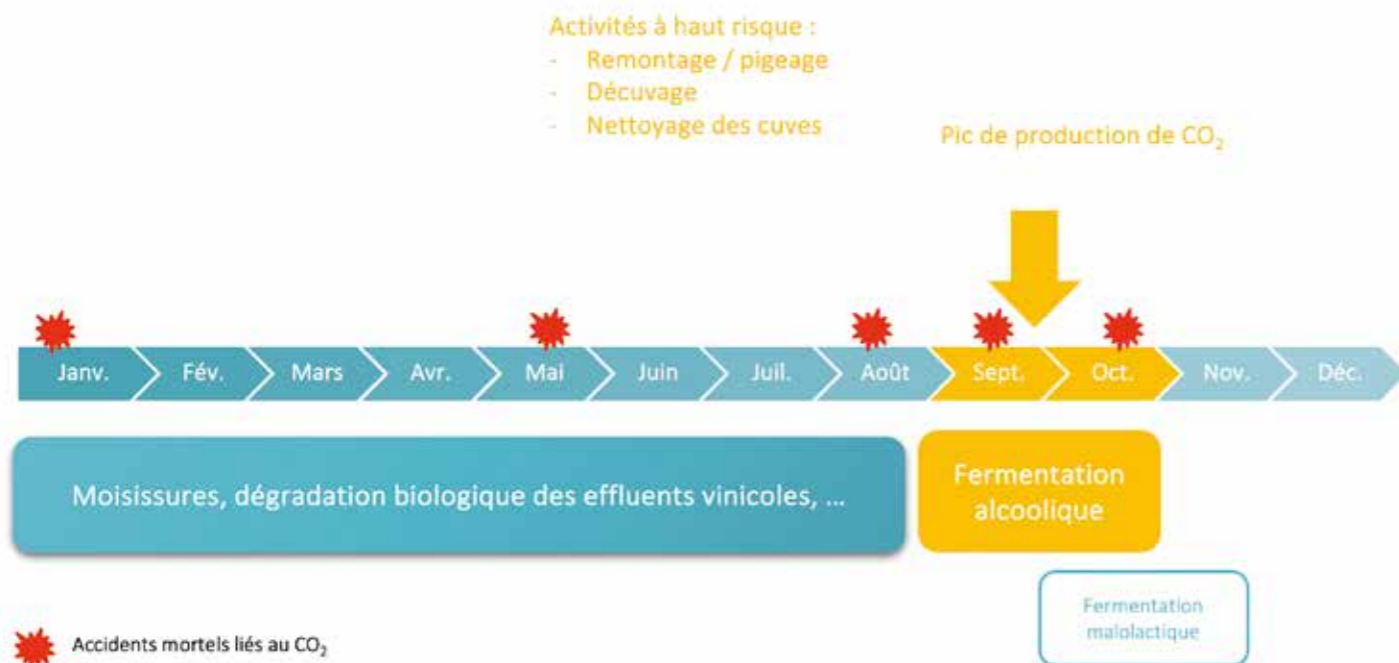 Activités à haut risque :
- Remontage / pigeage
- Décuvage
- Nettoyage des cuves
Pic de production de CO₂
Janv.
Fév.
Mars
Avr.
Mai
Juin
Juil.
Août
Sept.
Oct.
Nov.
Déc.
Moisissures, dégradation biologique des effluents vinicoles, ...
Fermentation
alcoolique
Fermentation
malolactique
Accidents mortels liés au CO₂